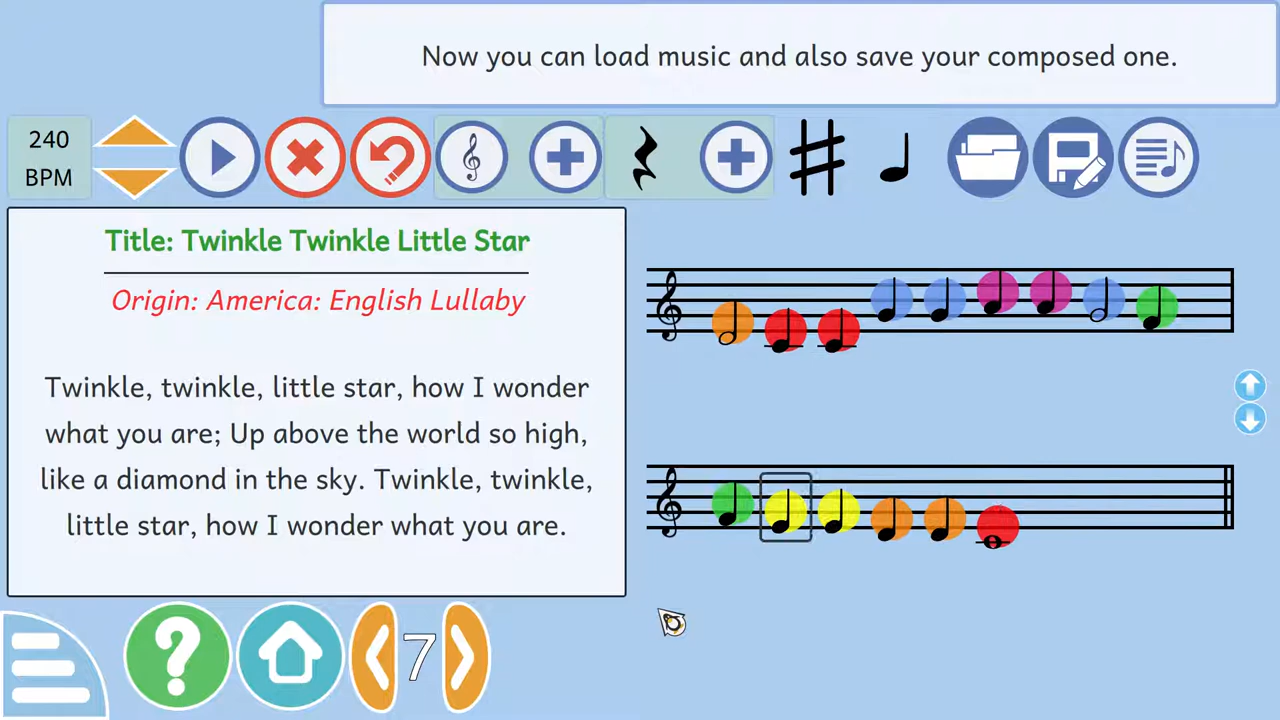 Now you can load music and also save your composed one.
240
BPM
Title: Twinkle Twinkle Little Star
Origin: America: English Lullaby
Twinkle, twinkle, little star, how I wonder
what you are; Up above the world so high,
like a diamond in the sky. Twinkle, twinkle,
little star, how I wonder what you are.
?
7